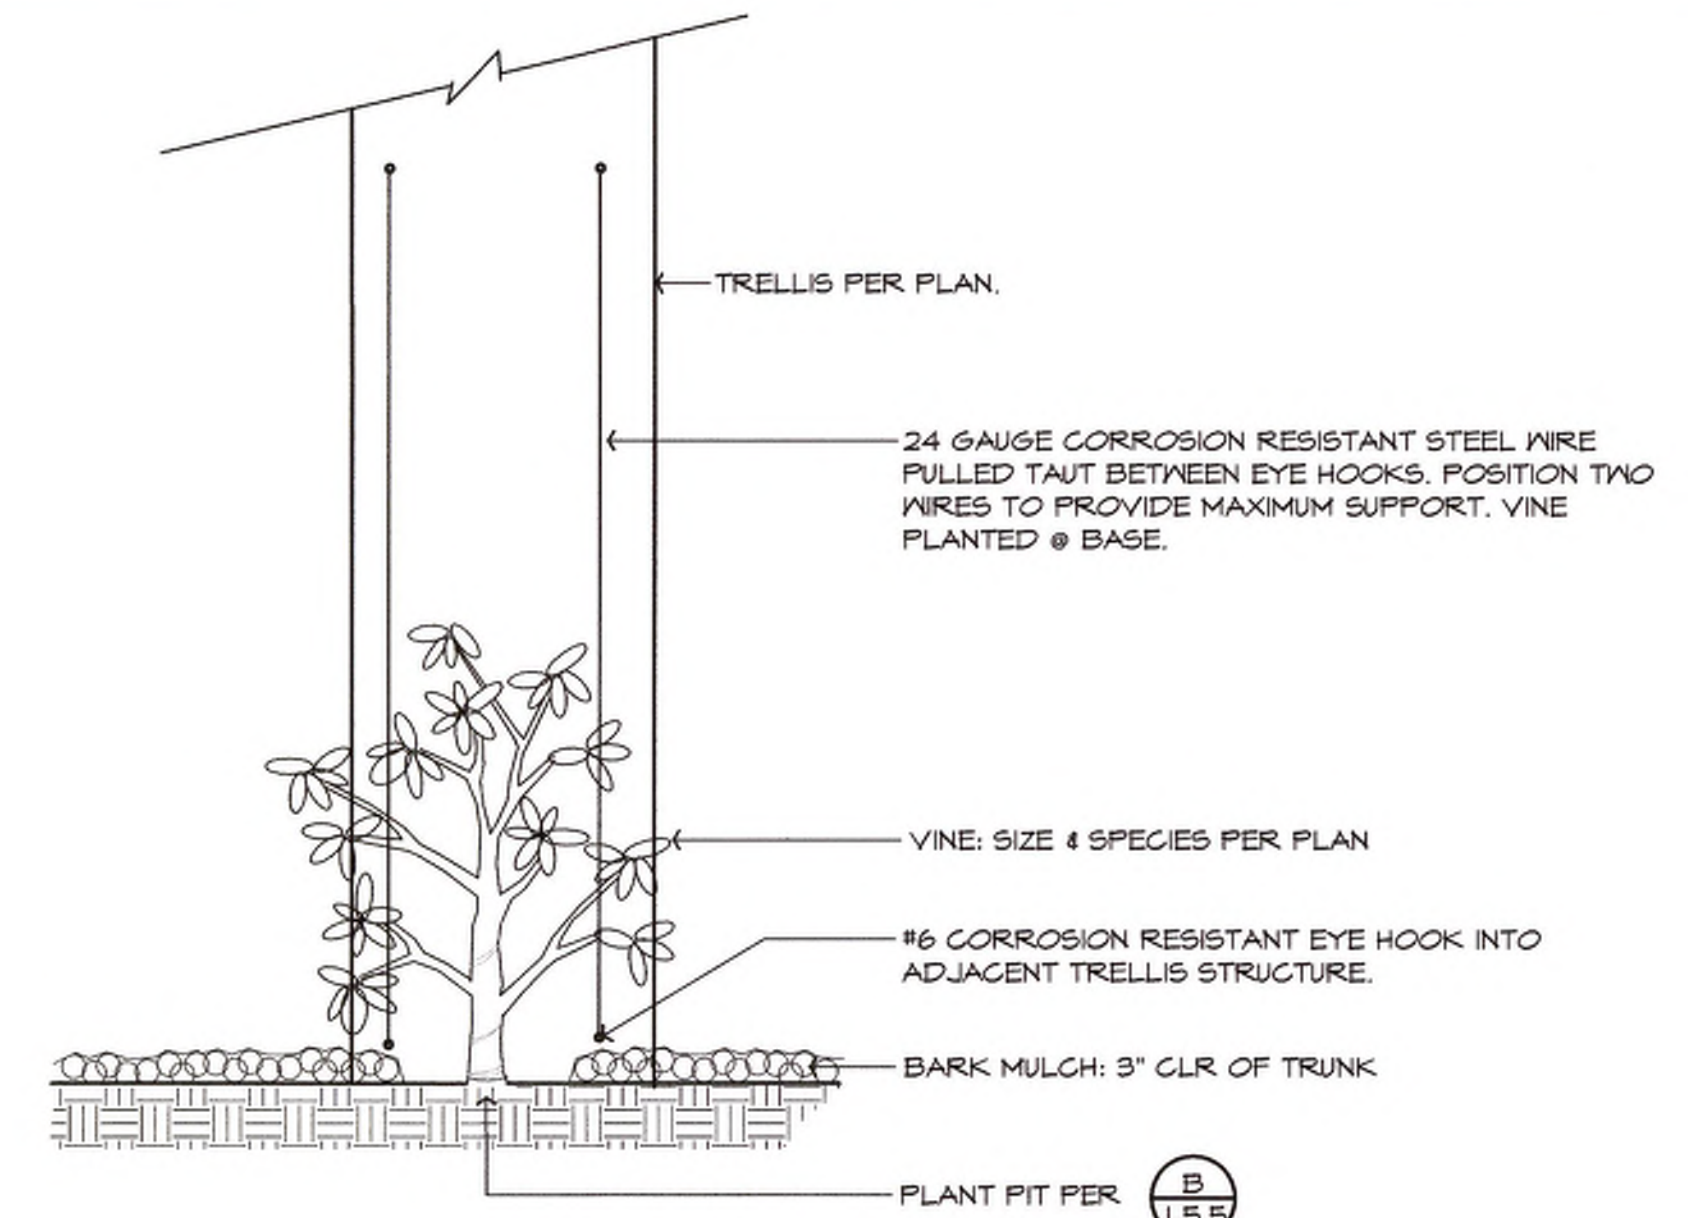 TRELLIS PER PLAN.
24 GAUGE CORROSION RESISTANT STEEL WIRE
PULLED TAUT BETWEEN EYE HOOKS. POSITION TWO
WIRES TO PROVIDE MAXIMUM SUPPORT. VINE
PLANTED @ BASE.
VINE: SIZE & SPECIES PER PLAN
#6 CORROSION RESISTANT EYE HOOK INTO
ADJACENT TRELLIS STRUCTURE.
BARK MULCH: 3" CLR OF TRUNK
PLANT PIT PER
B